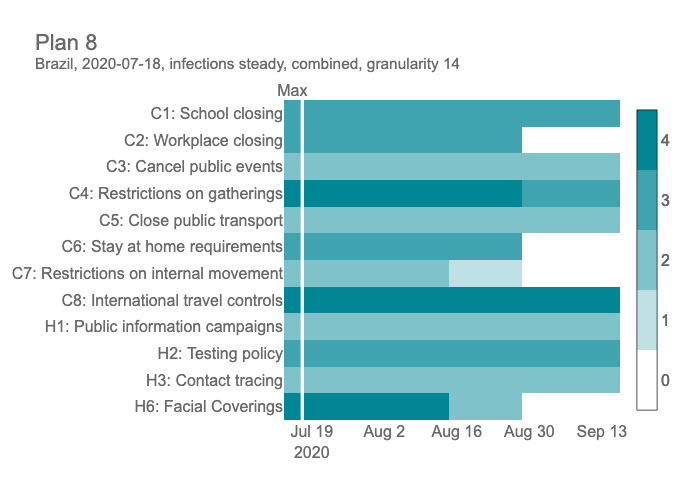 Plan 8
Brazil, 2020-07-18, infections steady, combined, granularity 14
Max
C1: School closing
C2: Workplace closing
C3: Cancel public events
C4: Restrictions on gatherings
C5: Close public transport
C6: Stay at home requirements
C7: Restrictions on internal movement
C8: International travel controls
H1: Public information campaigns
H2: Testing policy
H3: Contact tracing
H6: Facial Coverings
Jul 19 Aug 2 Aug 16 Aug 30 Sep 13
2020
4
3
2
1
0